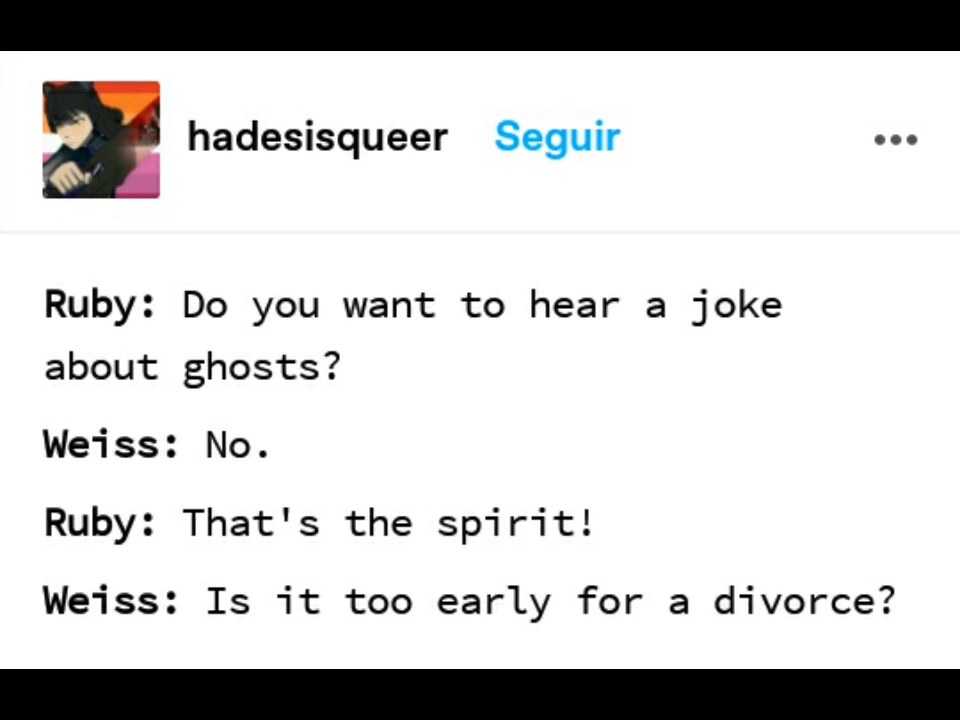 hadesisqueer Seguir
Ruby: Do you want to hear a joke
about ghosts?
Weiss: No.
Ruby: That's the spirit!
Weiss: Is it too early for a divorce?